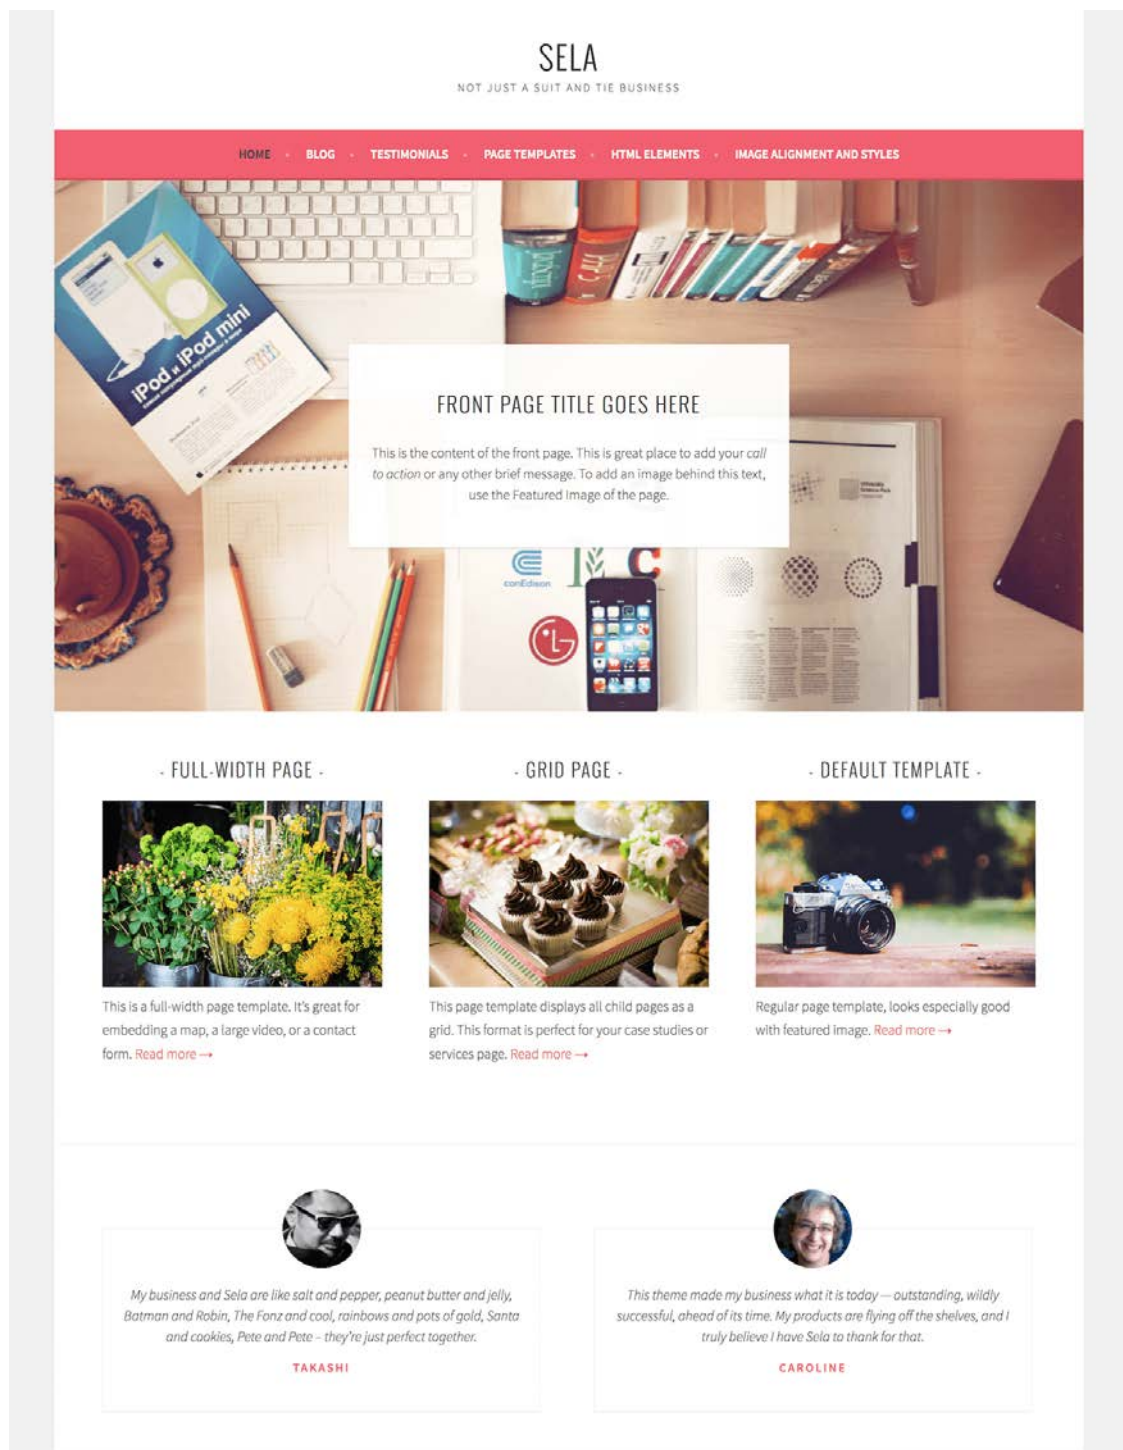 SELA
NOT JUST A SUIT AND TIE BUSINESS
HOME BLOG TESTIMONIALS PAGE TEMPLATES HTML ELEMENTS IMAGE ALIGNMENT AND STYLES
iPod и iPod mini
FRONT PAGE TITLE GOES HERE
This is the content of the front page. This is great place to add your call
to action or any other brief message. To add an image behind this text,
use the Featured Image of the page.
conEdison
LG
- FULL-WIDTH PAGE -
This is a full-width page template. It's great for
embedding a map, a large video, or a contact
form. Read more →
- GRID PAGE -
This page template displays all child pages as a
grid. This format is perfect for your case studies or
services page. Read more →
- DEFAULT TEMPLATE -
Regular page template, looks especially good
with featured image. Read more →
My business and Sela are like salt and pepper, peanut butter and jelly,
Batman and Robin, The Fonz and cool, rainbows and pots of gold, Santa
and cookies, Pete and Pete – they're just perfect together.
TAKASHI
This theme made my business what it is today — outstanding, wildly
successful, ahead of its time. My products are flying off the shelves, and I
truly believe I have Sela to thank for that.
CAROLINE